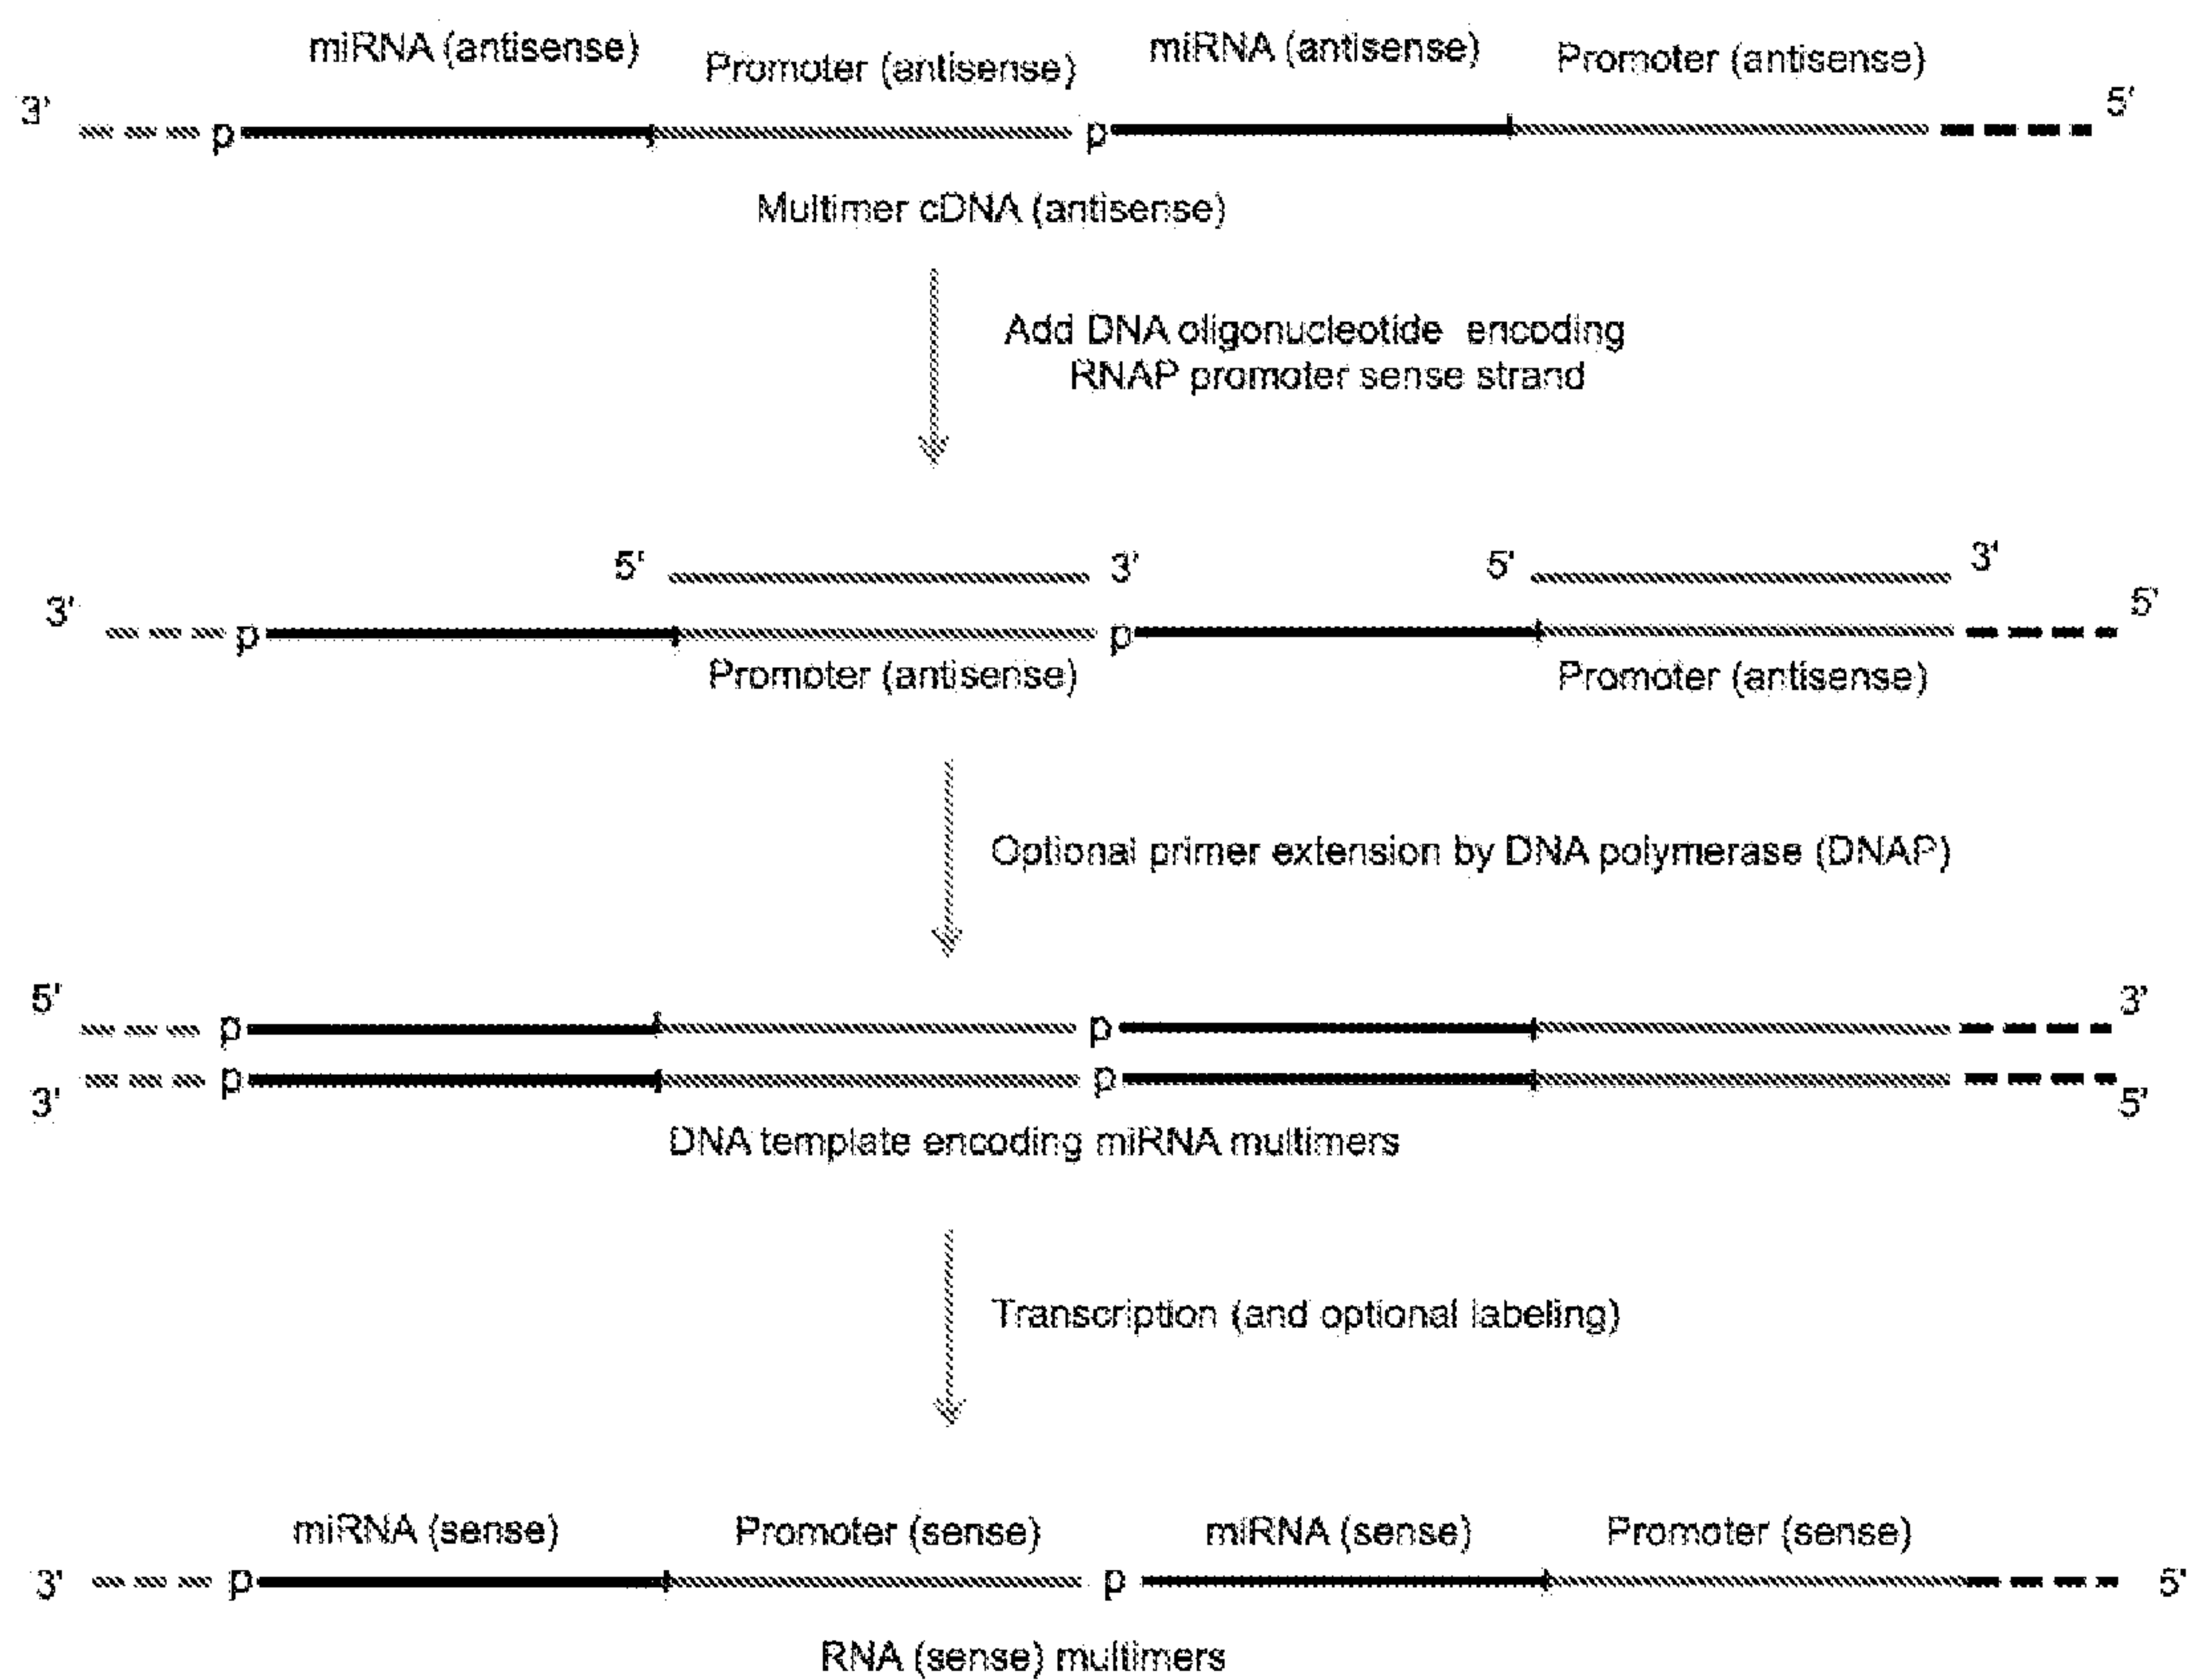 miRNA (antisense) Promoter (antisense) miRNA (antisense) Promoter (antisense)
3' p p 5'
Multimer cDNA (antisense)
Add DNA oligonucleotide encoding
RNAP promoter sense strand
5' 3' 5' 3'
3' p p 5'
Promoter (antisense) Promoter (antisense)
Optional primer extension by DNA polymerase (DNAP)
5' p p 3'
3' p p 5'
DNA template encoding miRNA multimers
Transcription (and optional labeling)
miRNA (sense) Promoter (sense) miRNA (sense) Promoter (sense)
3' p p 5'
RNA (sense) multimers